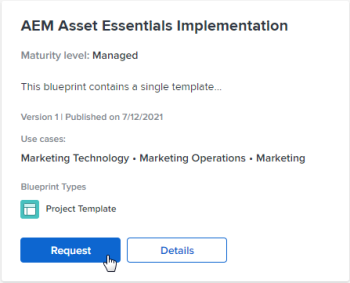 AEM Asset Essentials Implementation
Maturity level: Managed
This blueprint contains a single template...
Version 1 | Published on 7/12/2021
Use cases:
Marketing Technology • Marketing Operations • Marketing
Blueprint Types
Project Template
Request Details